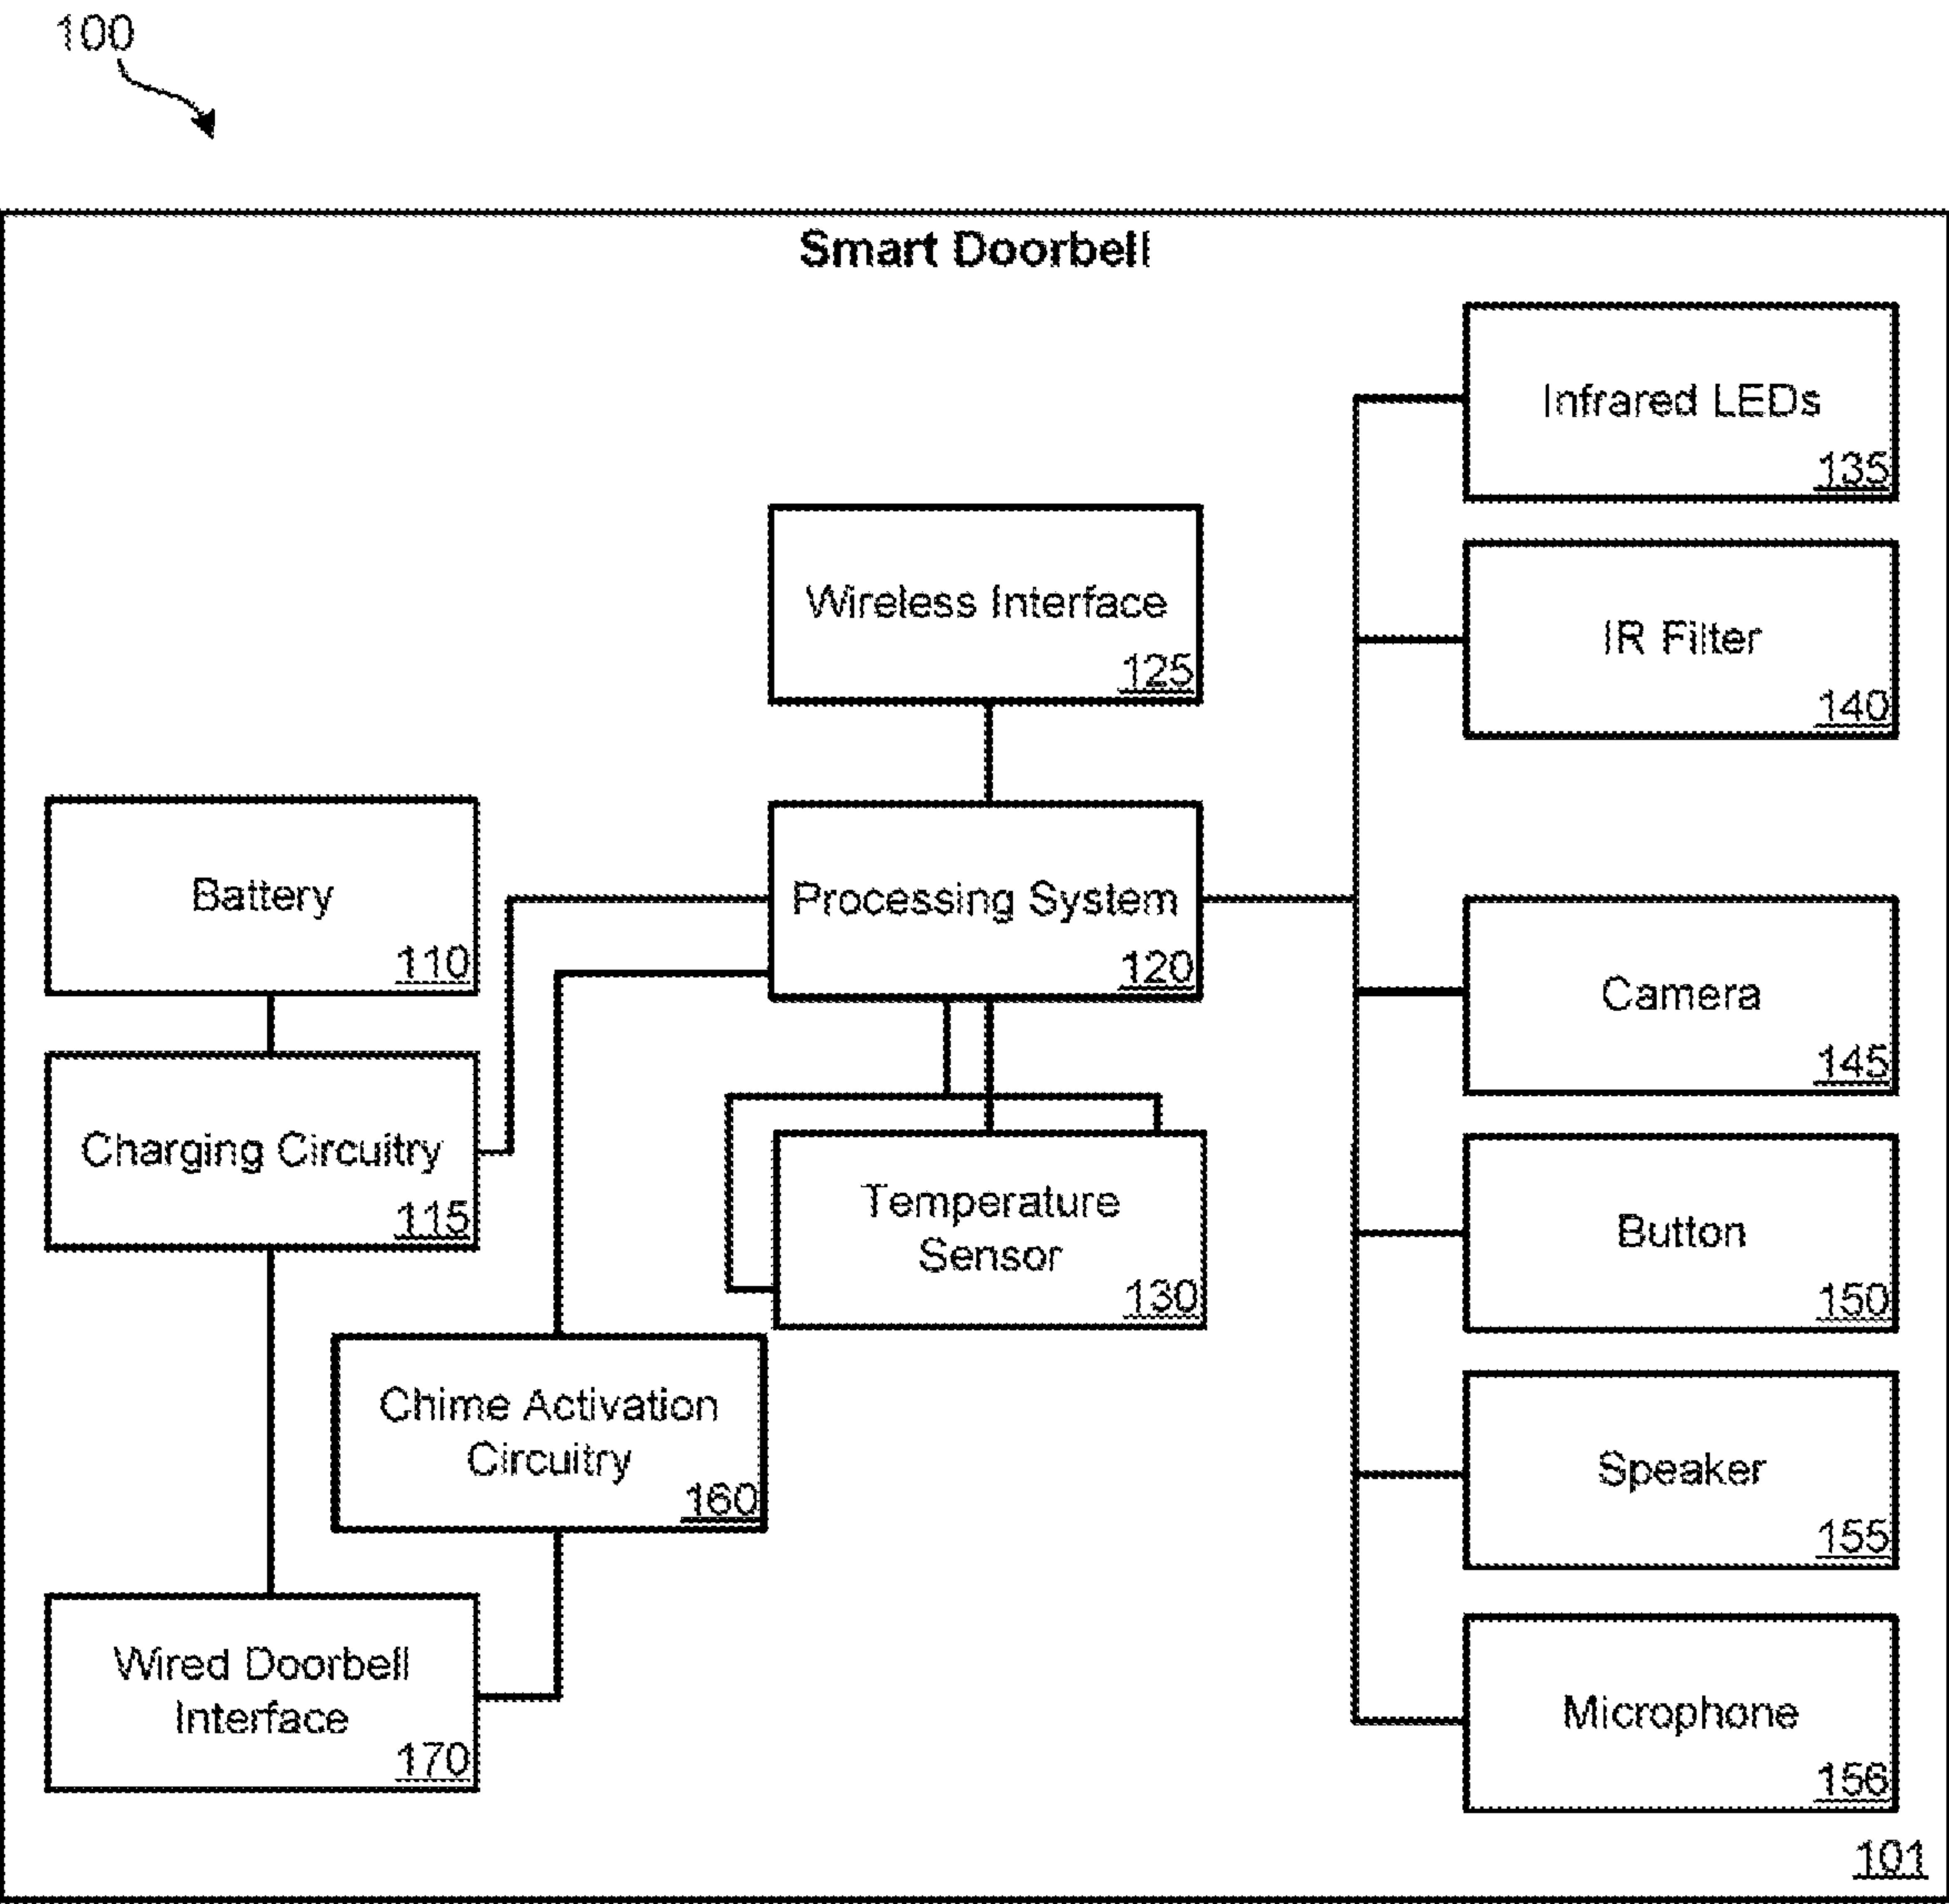 100
Smart Doorbell
Infrared LEDs
135
Wireless Interface
125
IR Filter
140
Battery
110
Processing System
120
Camera
145
Charging Circuitry
115
Temperature
Sensor
130
Button
150
Chime Activation
Circuitry
160
Speaker
155
Wired Doorbell
Interface
170
Microphone
156
101